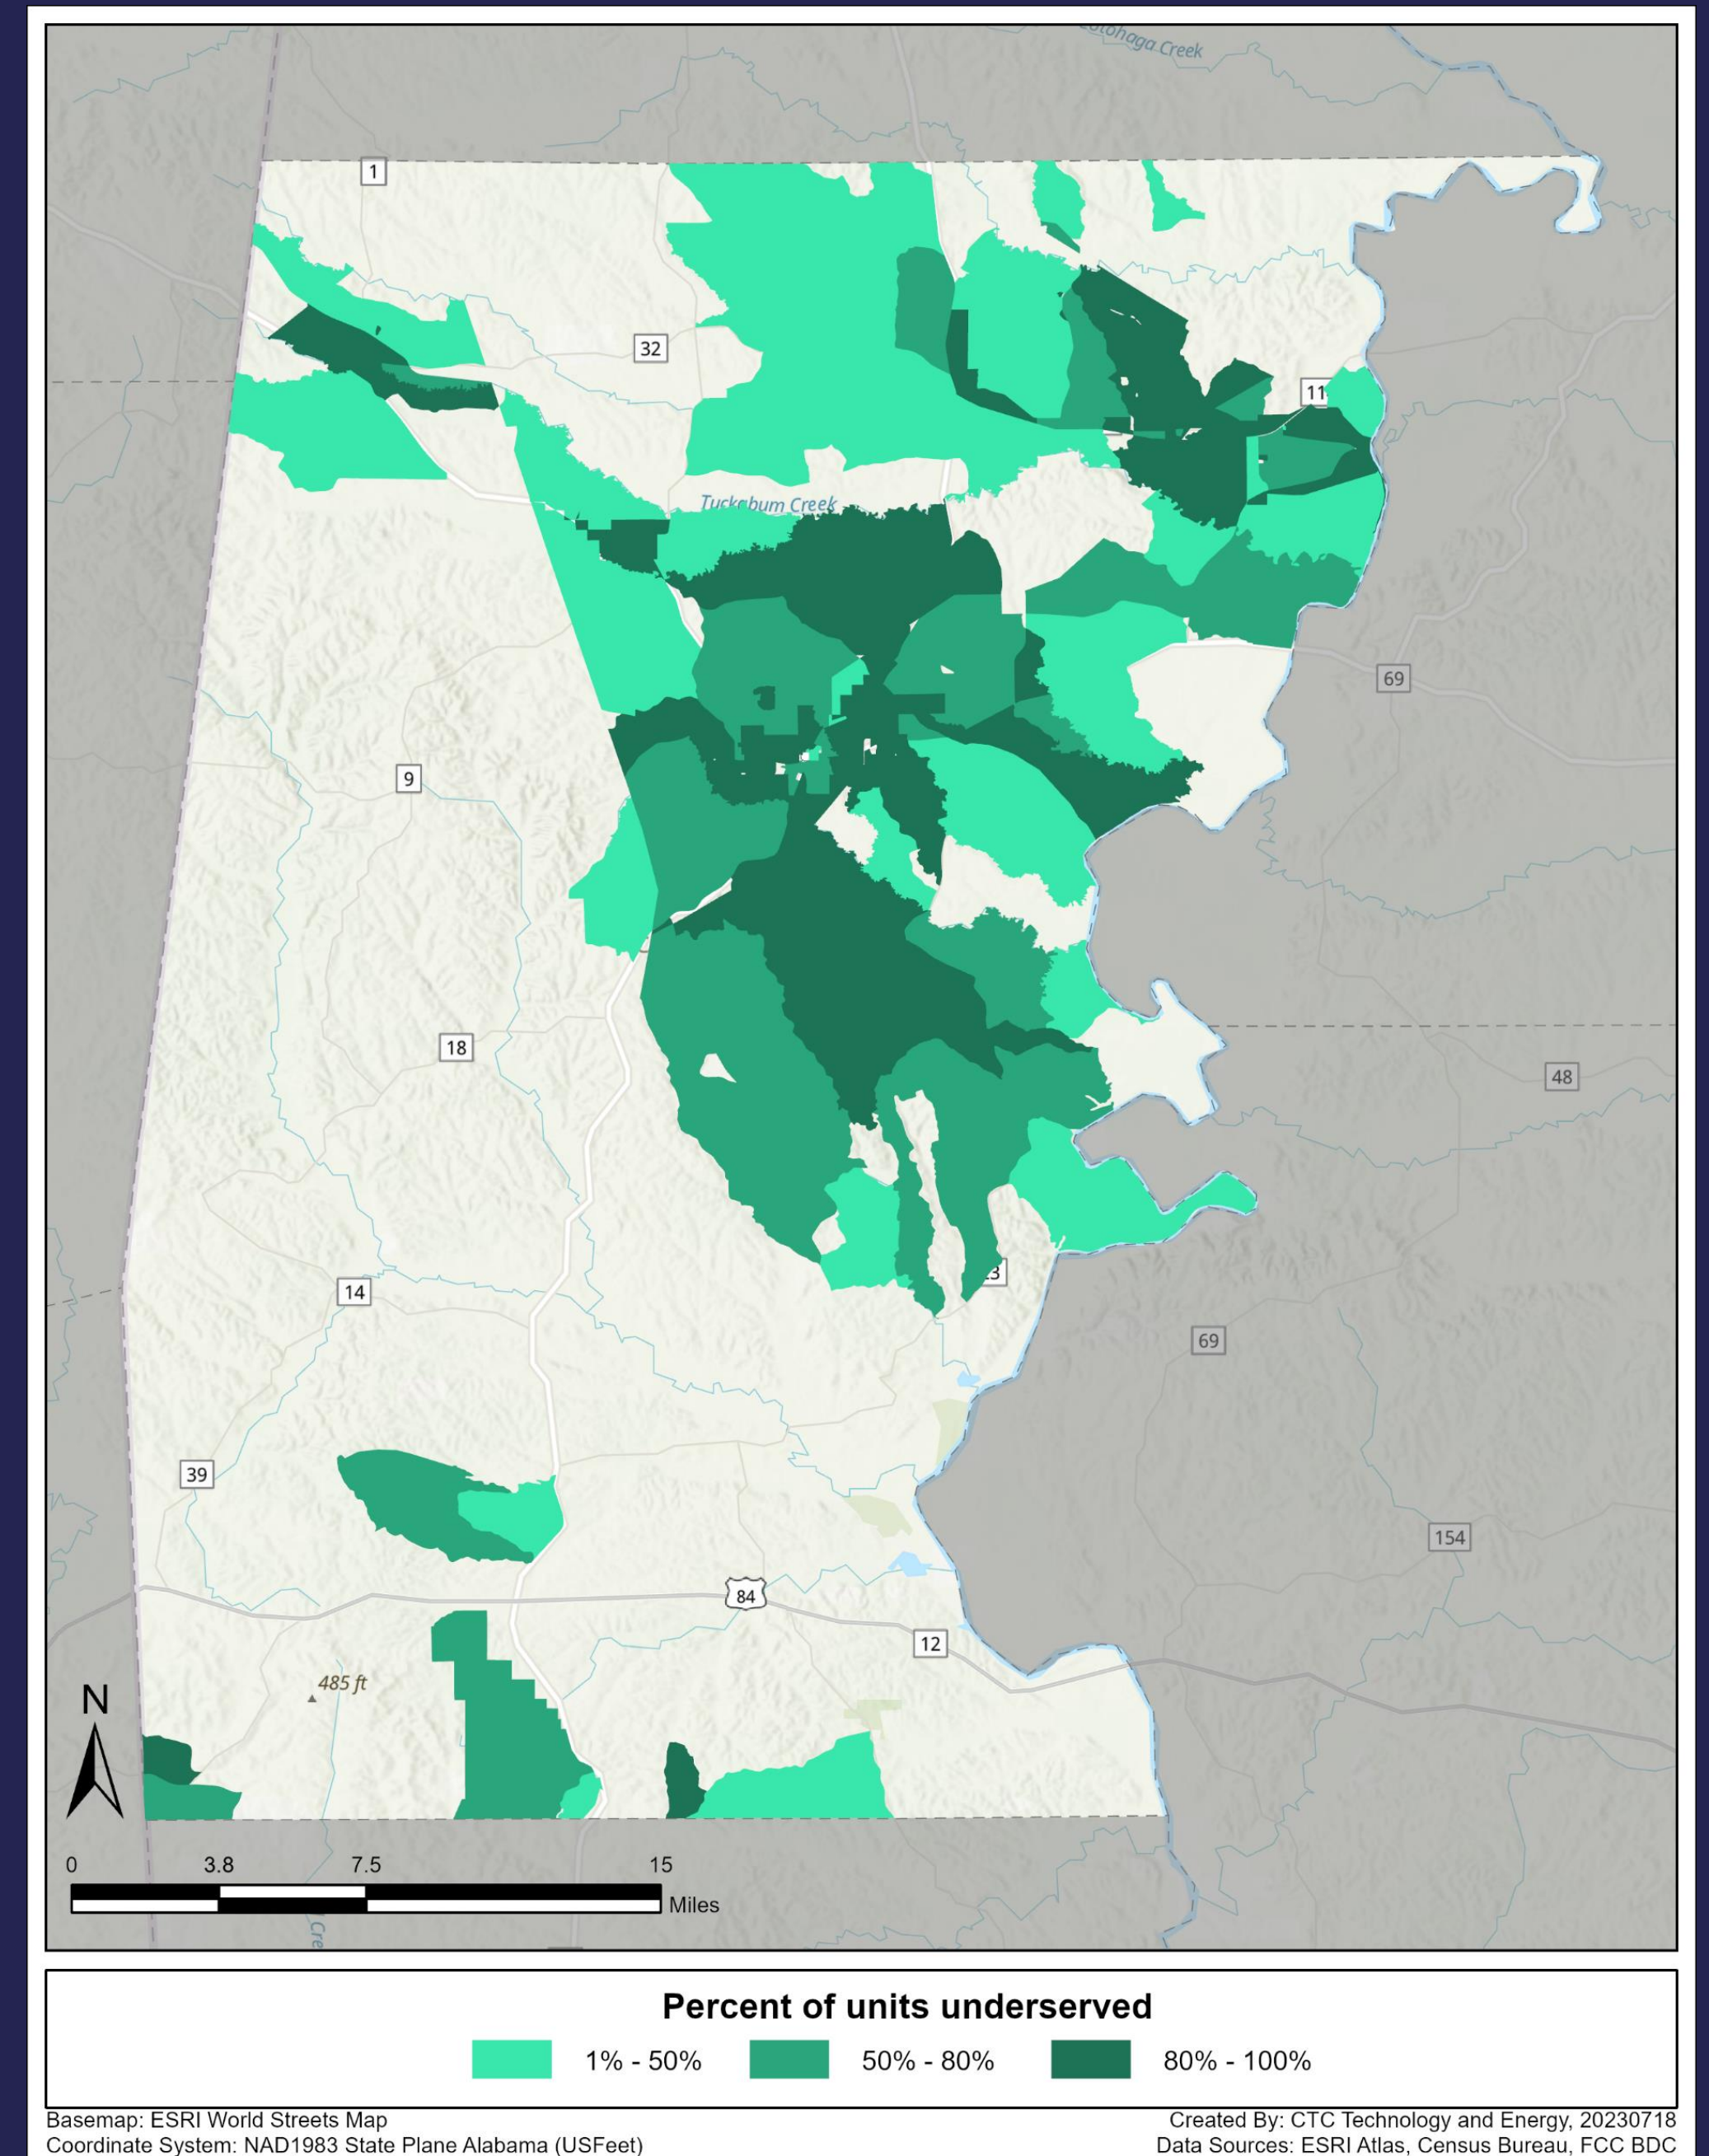 Creek
1
32
11
Tuckabum Creek
69
9
18
48
14
69
39
154
84
12
485 ft
N
0 3.8 7.5 15
Miles
Cre
Percent of units underserved
1% - 50% 50% - 80% 80% - 100%
Basemap: ESRI World Streets Map
Created By: CTC Technology and Energy, 20230718
Coordinate System: NAD1983 State Plane Alabama (USFeet)
Data Sources: ESRI Atlas, Census Bureau, FCC BDC